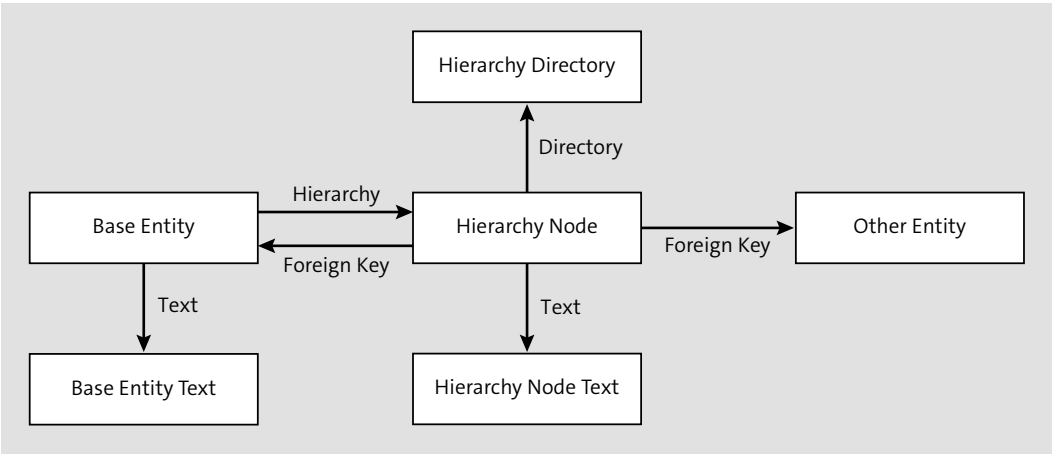 Hierarchy Directory
Directory
Hierarchy
Base Entity
Hierarchy Node
Other Entity
Foreign Key
Foreign Key
Text
Text
Base Entity Text
Hierarchy Node Text